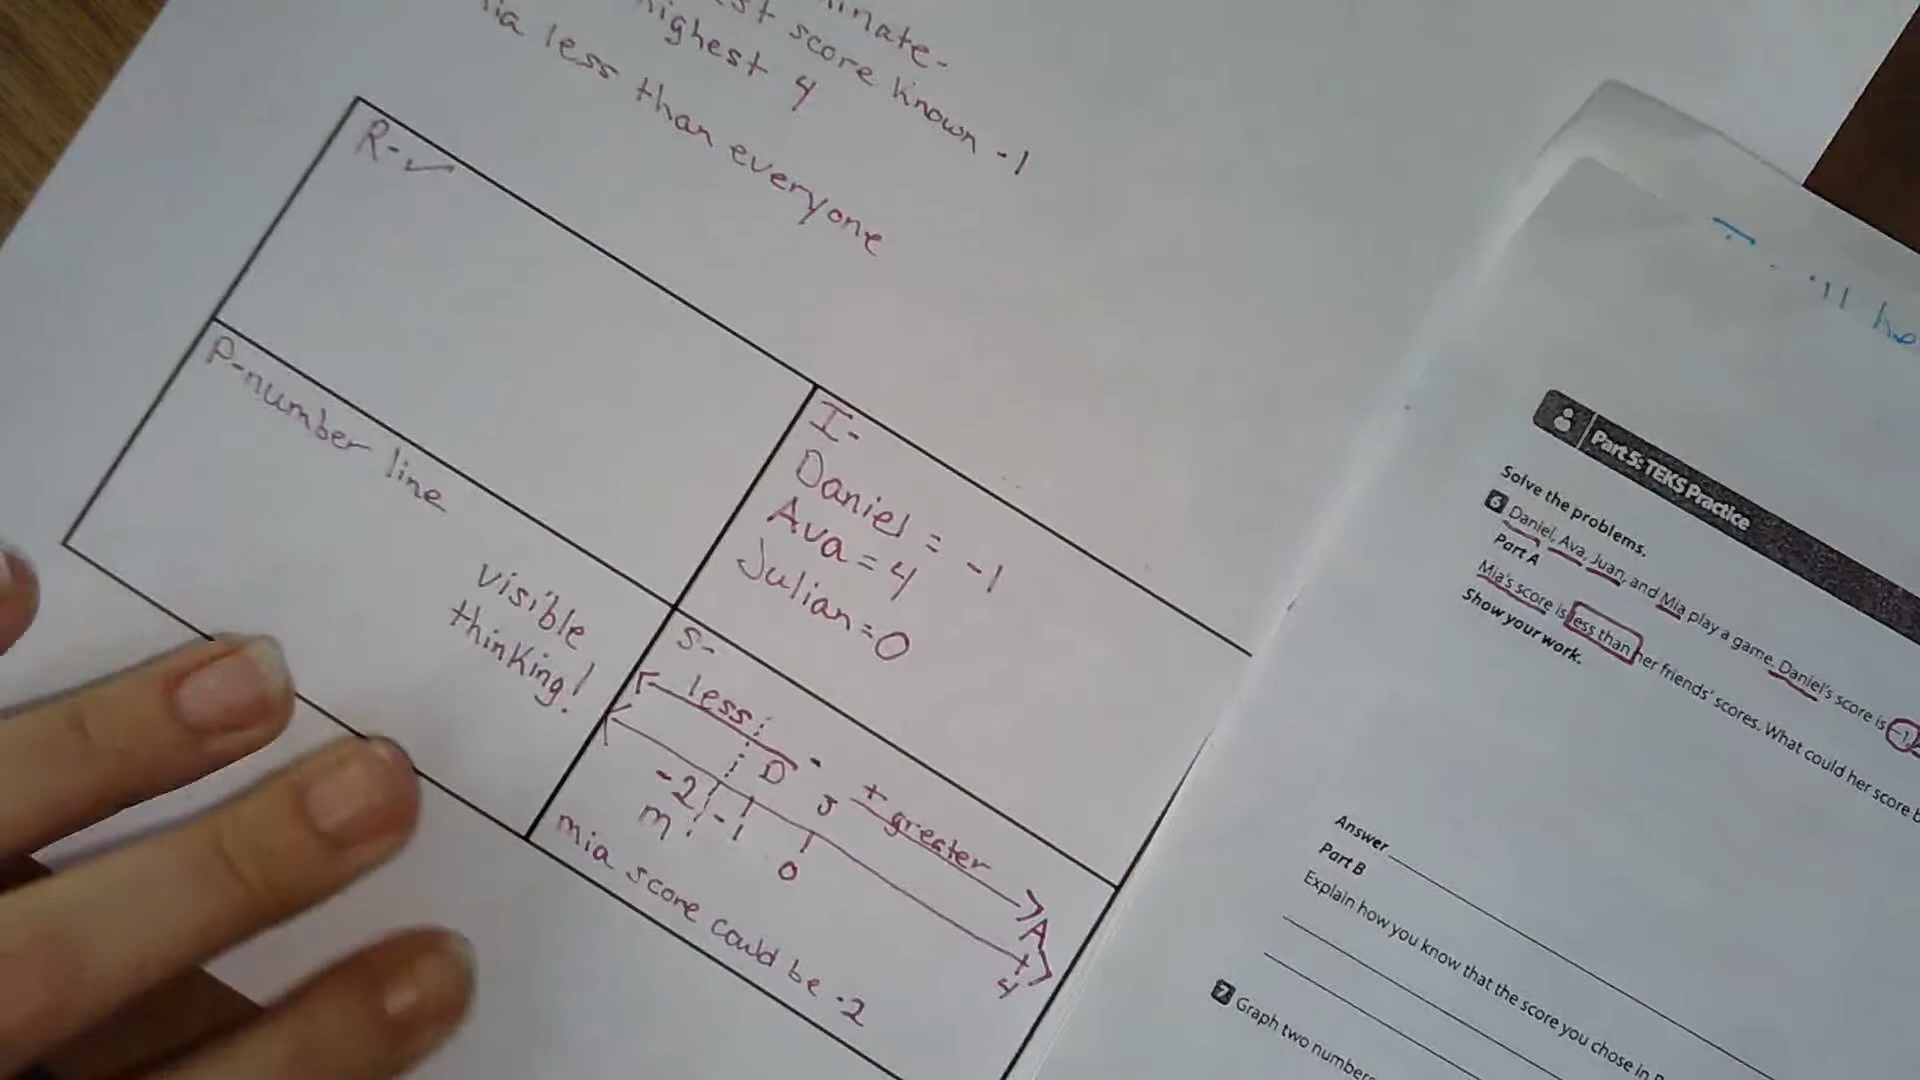 st score known -1
highest 4
less than everyone
R-✓
P-number line
visible
thinking!
I-
Daniel = -1
Ava = 4
Julian = 0
S-
less
- + greater
D J A
-2 -1 0 4
m
mia score could be -2
Part 5: TEKS Practice
Solve the problems.
6 Daniel, Ava, Juan, and Mia play a game. Daniel's score is -1
Part A
Mia's score is less than her friends' scores. What could her score b
Show your work.
Answer
Part B
Explain how you know that the score you chose in P
7 Graph two numbers